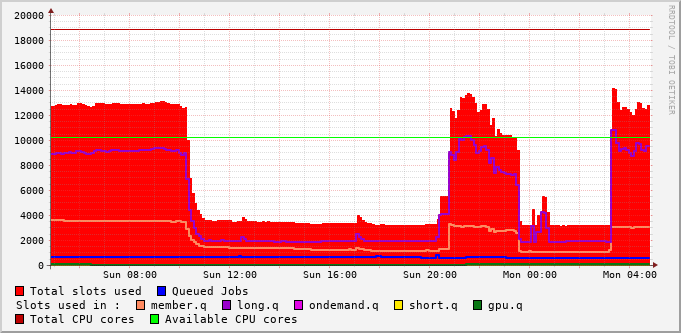 20000
18000
16000
14000
12000
10000
8000
6000
4000
2000
0
Sun 08:00 Sun 12:00 Sun 16:00 Sun 20:00 Mon 00:00 Mon 04:00
RRDTOOL / TOBI OETIKER
Total slots used Queued Jobs
Slots used in : member.q long.q ondemand.q short.q gpu.q
Total CPU cores Available CPU cores